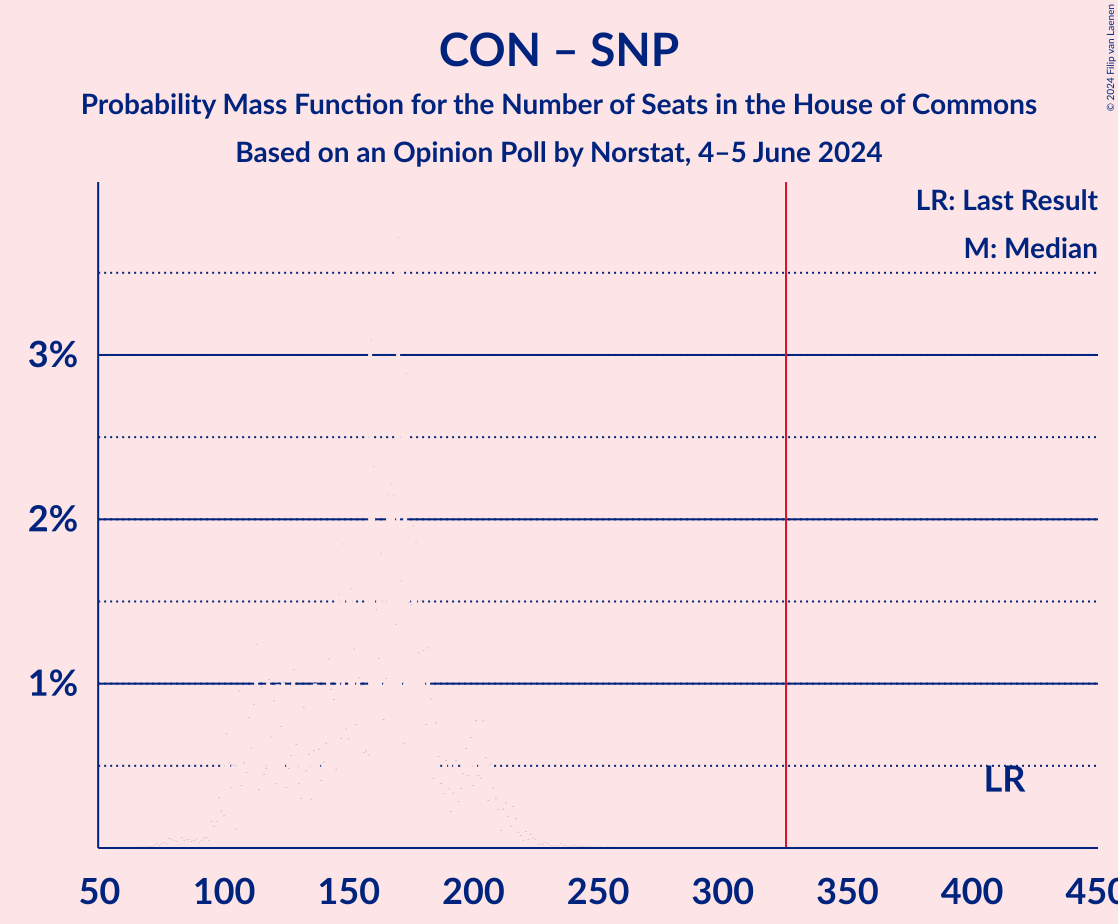 CON – SNP
Probability Mass Function for the Number of Seats in the House of Commons
Based on an Opinion Poll by Norstat, 4–5 June 2024
© 2024 Filip van Laenen
LR: Last Result
M: Median
3%
2%
1%
LR
50 100 150 200 250 300 350 400 450